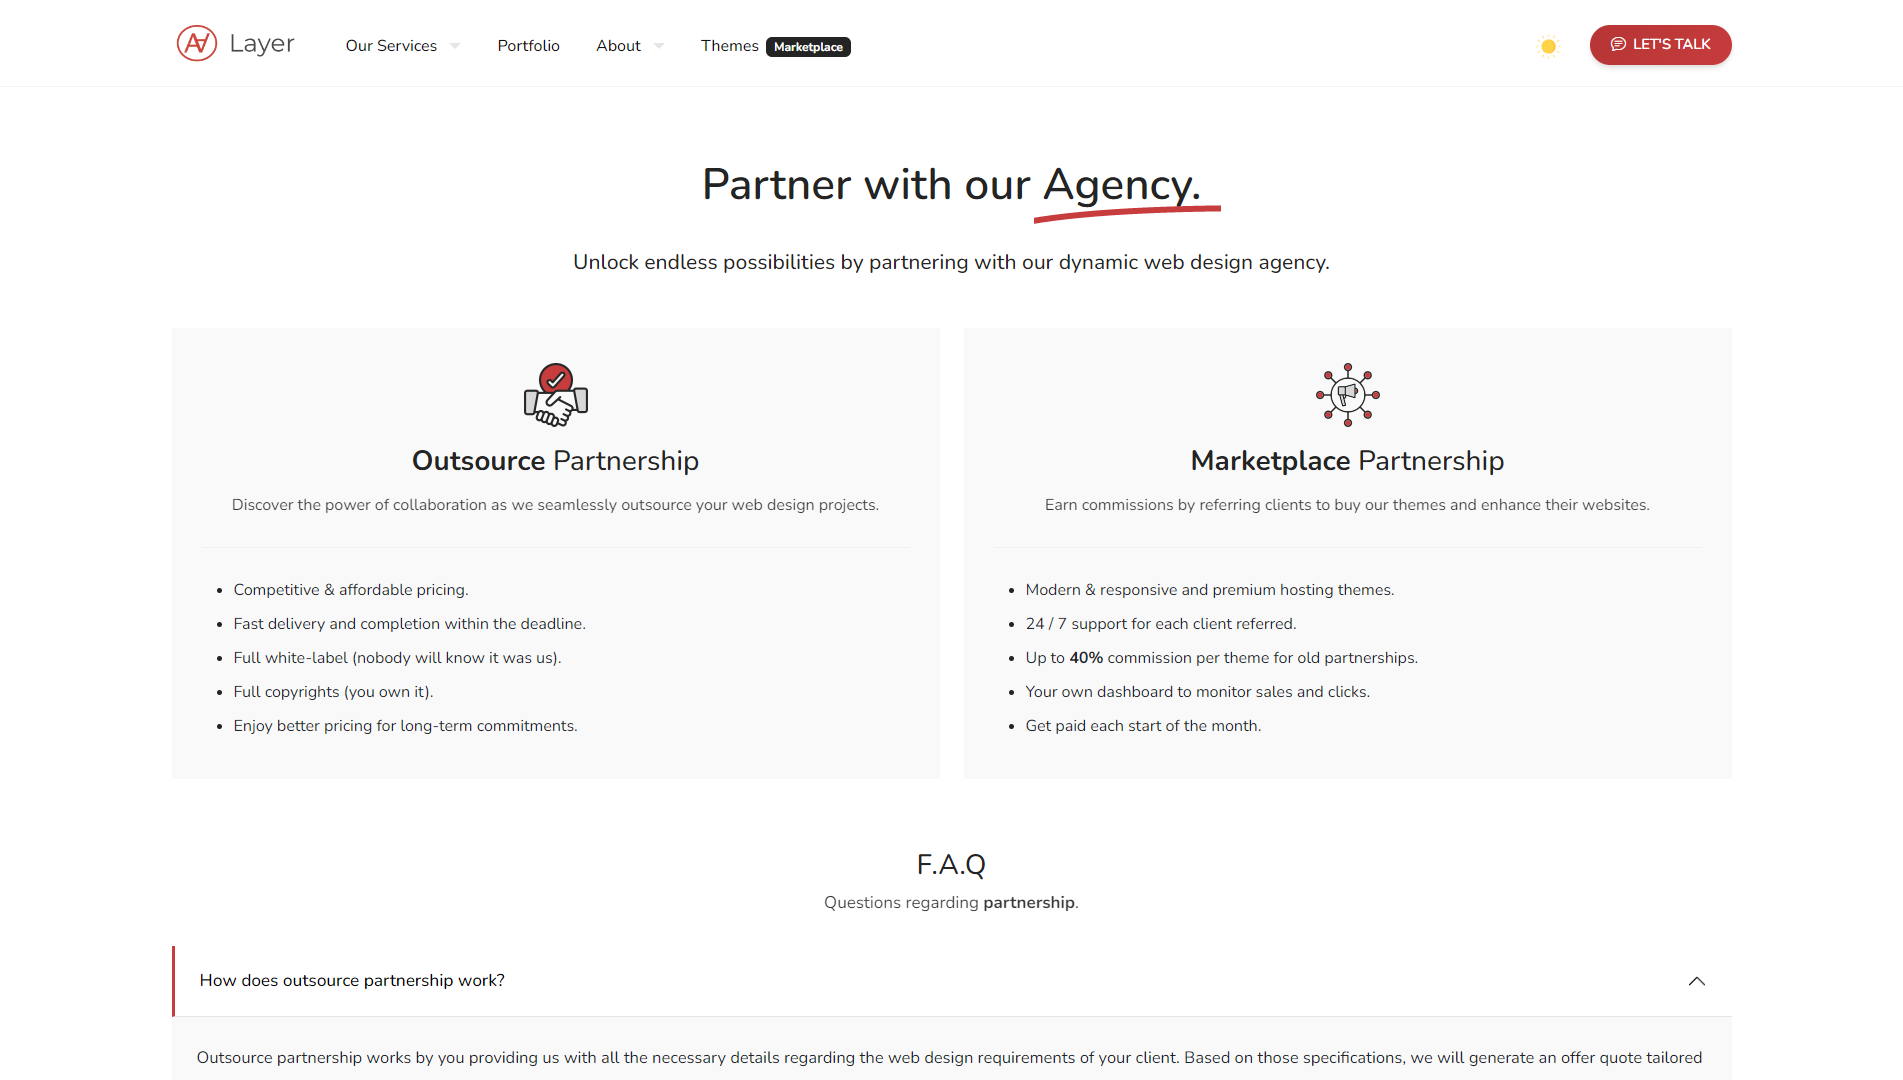 Layer
Our Services
Portfolio
About
Themes Marketplace
LET'S TALK
Partner with our Agency.
Unlock endless possibilities by partnering with our dynamic web design agency.
Outsource Partnership
Discover the power of collaboration as we seamlessly outsource your web design projects.
Competitive & affordable pricing.
Fast delivery and completion within the deadline.
Full white-label (nobody will know it was us).
Full copyrights (you own it).
Enjoy better pricing for long-term commitments.
Marketplace Partnership
Earn commissions by referring clients to buy our themes and enhance their websites.
Modern & responsive and premium hosting themes.
24 / 7 support for each client referred.
Up to 40% commission per theme for old partnerships.
Your own dashboard to monitor sales and clicks.
Get paid each start of the month.
F.A.Q
Questions regarding partnership.
How does outsource partnership work?
Outsource partnership works by you providing us with all the necessary details regarding the web design requirements of your client. Based on those specifications, we will generate an offer quote tailored